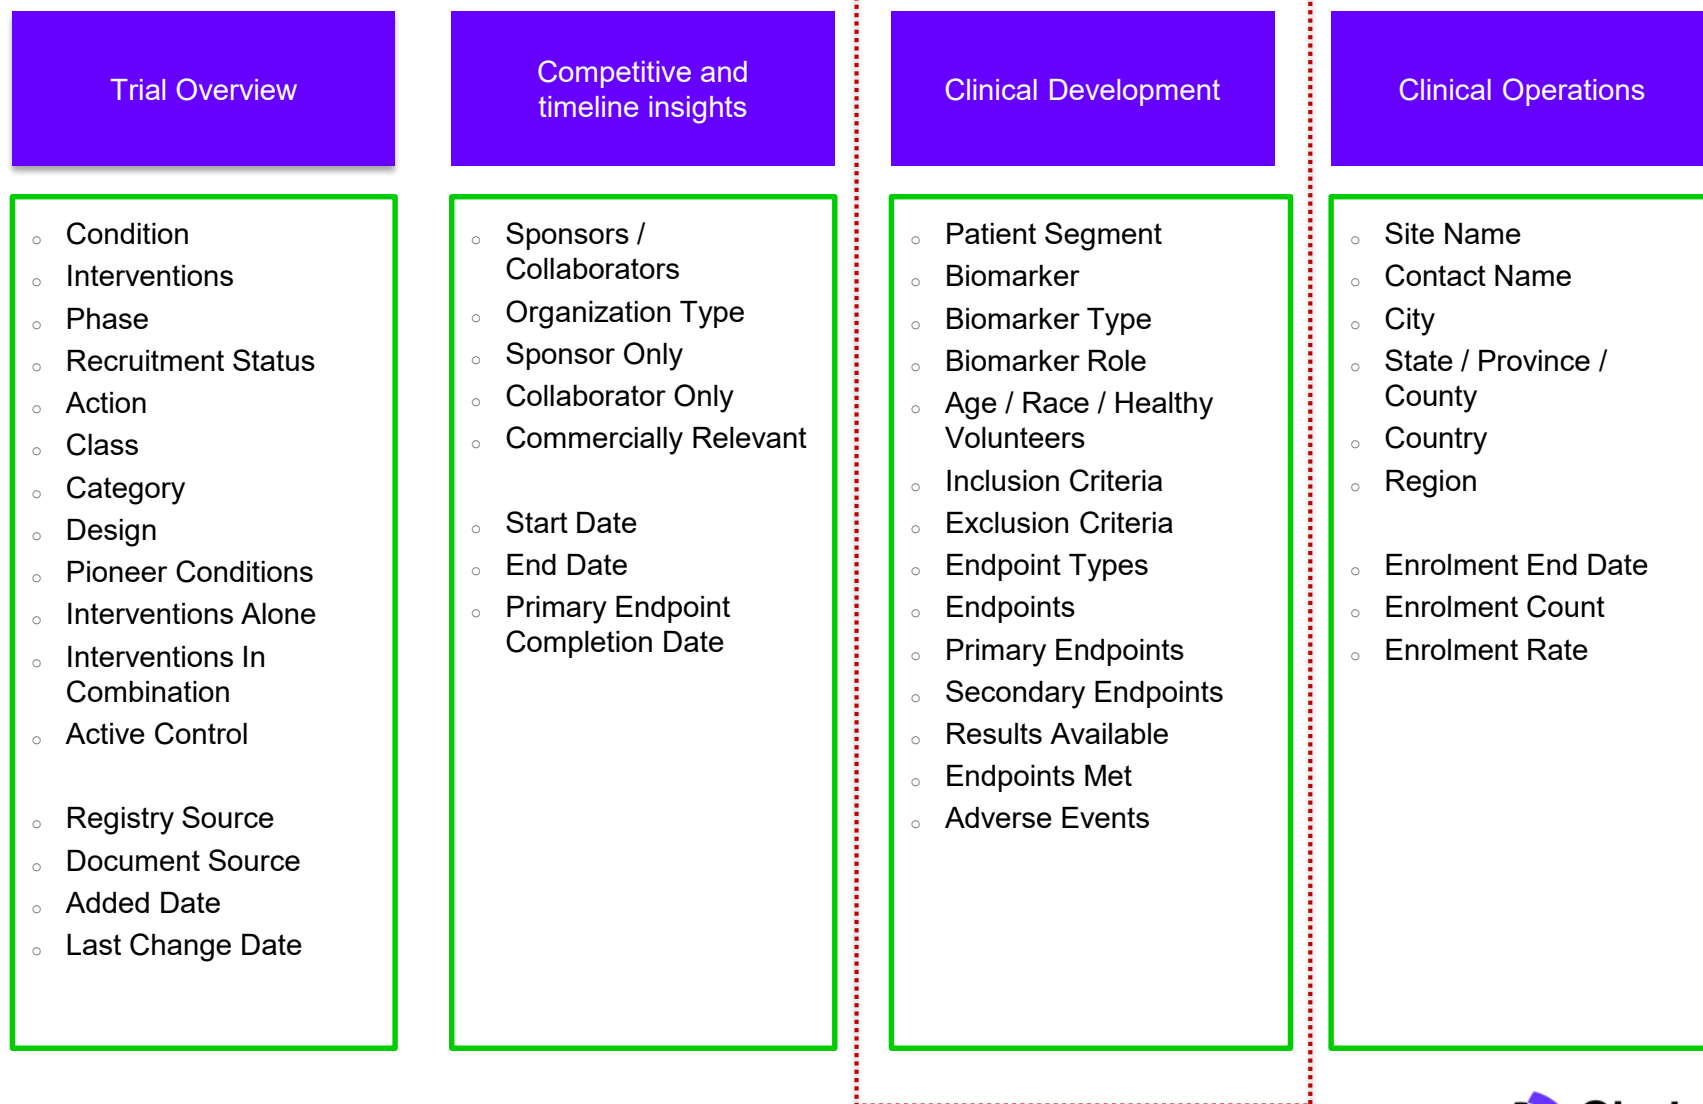 Trial Overview
Condition
Interventions
Phase
Recruitment Status
Action
Class
Category
Design
Pioneer Conditions
Interventions Alone
Interventions In
Combination
Active Control
Registry Source
Document Source
Added Date
Last Change Date
Competitive and
timeline insights
Sponsors /
Collaborators
Organization Type
Sponsor Only
Collaborator Only
Commercially Relevant
Start Date
End Date
Primary Endpoint
Completion Date
Clinical Development
Patient Segment
Biomarker
Biomarker Type
Biomarker Role
Age / Race / Healthy
Volunteers
Inclusion Criteria
Exclusion Criteria
Endpoint Types
Endpoints
Primary Endpoints
Secondary Endpoints
Results Available
Endpoints Met
Adverse Events
Clinical Operations
Site Name
Contact Name
City
State / Province /
County
Country
Region
Enrolment End Date
Enrolment Count
Enrolment Rate